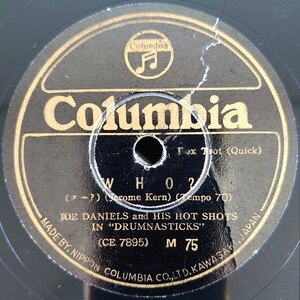 Columbia
Columbia
Fox Trot (Quick)
WHO?
(フー?) (Jerome Kern) (Tempo 70)
JOE DANIELS and HIS HOT SHOTS
IN "DRUMNASTICKS"
(CE 7895) M 75
MADE BY NIPPON COLUMBIA CO., LTD., KAWASAKI, JAPAN